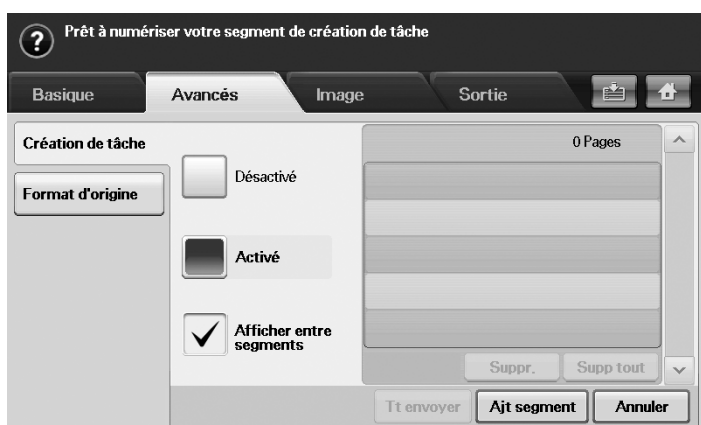 ? Prêt à numériser votre segment de création de tâche
Basique Avancés Image Sortie
Création de tâche
0 Pages
Format d'origine
Désactivé
Activé
Afficher entre
segments
Suppr. Supp tout
Tt envoyer Ajt segment Annuler